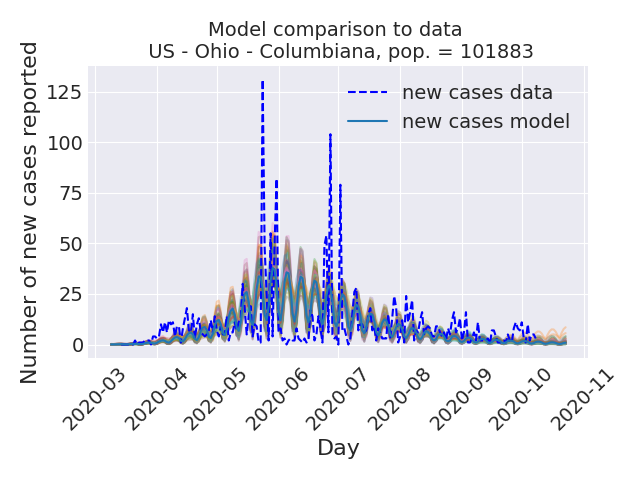 Model comparison to data
US - Ohio - Columbiana, pop. = 101883
Number of new cases reported
125
100
75
50
25
0
new cases data
new cases model
2020-03
2020-04
2020-05
2020-06
2020-07
2020-08
2020-09
2020-10
2020-11
Day